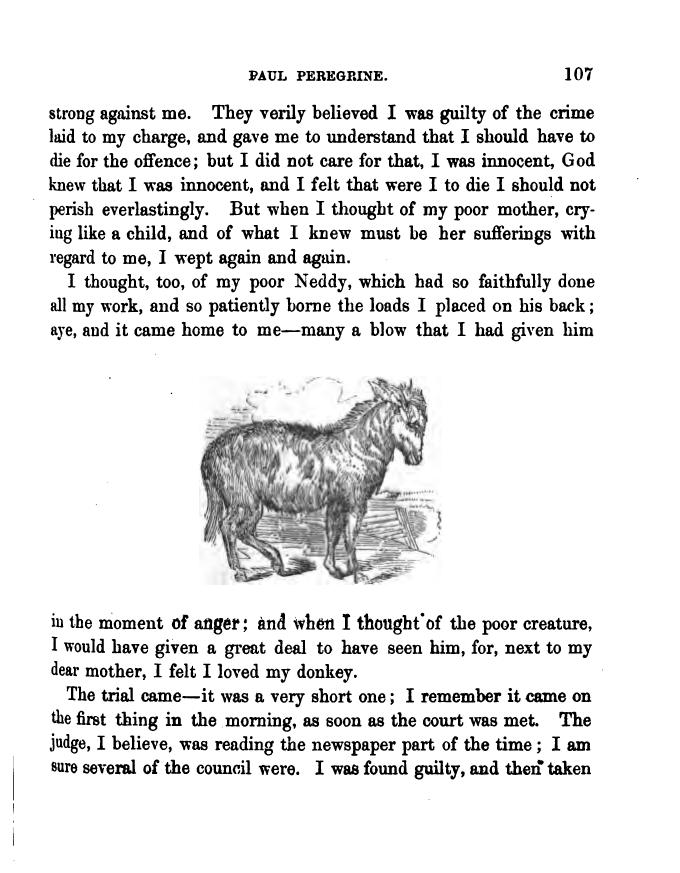 PAUL PEREGRINE. 107
strong against me. They verily believed I was guilty of the crime
laid to my charge, and gave me to understand that I should have to
die for the offence; but I did not care for that, I was innocent, God
knew that I was innocent, and I felt that were I to die I should not
perish everlastingly. But when I thought of my poor mother, cry-
ing like a child, and of what I knew must be her sufferings with
regard to me, I wept again and again.
I thought, too, of my poor Neddy, which had so faithfully done
all my work, and so patiently borne the loads I placed on his back;
aye, and it came home to me—many a blow that I had given him
in the moment of anger; and when I thought of the poor creature,
I would have given a great deal to have seen him, for, next to my
dear mother, I felt I loved my donkey.
The trial came—it was a very short one; I remember it came on
the first thing in the morning, as soon as the court was met. The
judge, I believe, was reading the newspaper part of the time; I am
sure several of the council were. I was found guilty, and then taken